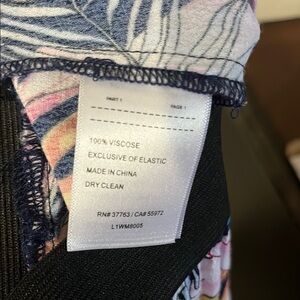 PART 1 PAGE 1
100% VISCOSE
EXCLUSIVE OF ELASTIC
MADE IN CHINA
DRY CLEAN
RN# 37763 / CA# 55972
L1WM8005